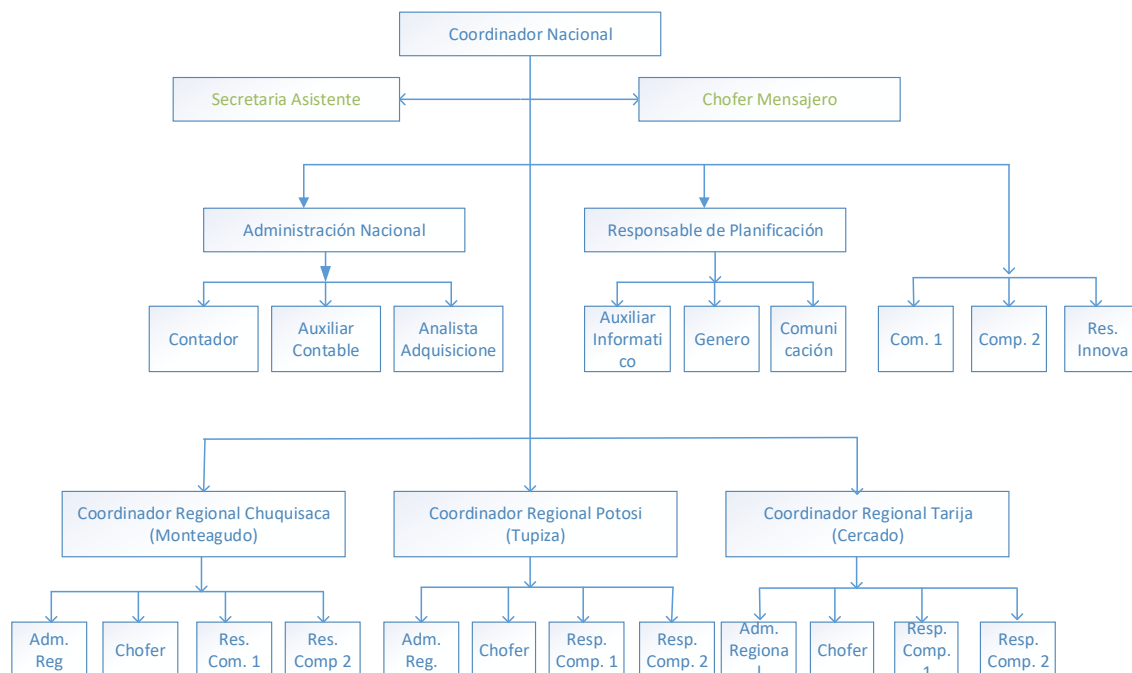 Coordinador Nacional
Secretaria Asistente
Chofer Mensajero
Administración Nacional
Responsable de Planificación
Contador
Auxiliar
Contable
Analista
Adquisicione
Auxiliar
Informati
co
Genero
Comuni
cación
Com. 1
Comp. 2
Res.
Innova
Coordinador Regional Chuquisaca
(Monteagudo)
Coordinador Regional Potosi
(Tupiza)
Coordinador Regional Tarija
(Cercado)
Adm.
Reg
Chofer
Res.
Com. 1
Res.
Comp 2
Adm.
Reg.
Chofer
Resp.
Comp. 1
Resp.
Comp. 2
Adm.
Regiona
l
Chofer
Resp.
Comp.
1
Resp.
Comp. 2